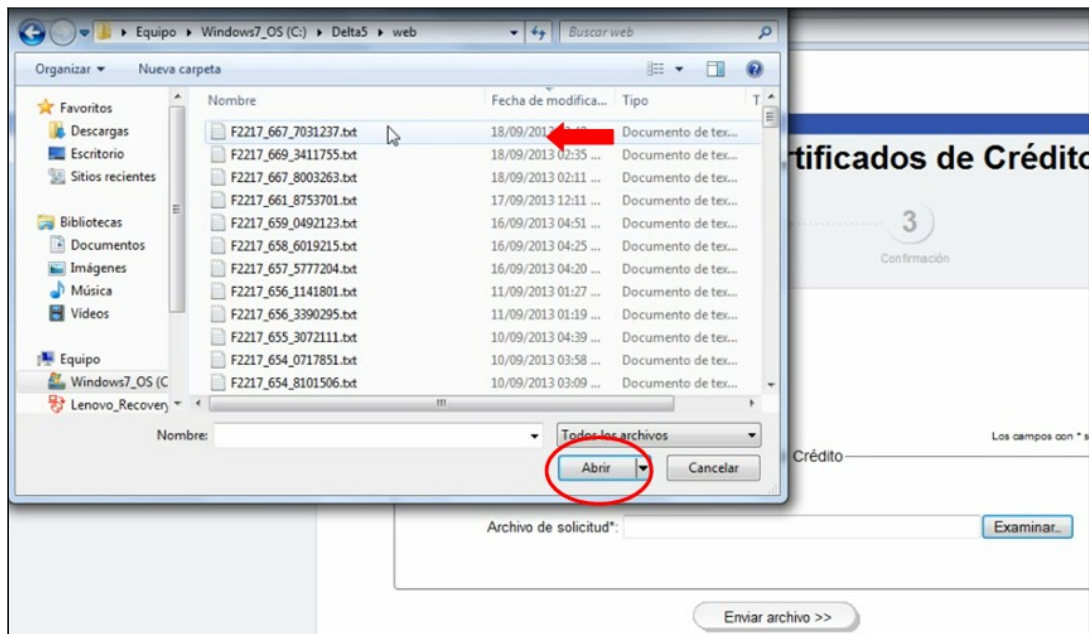 Equipo ▸ Windows7_OS (C:) ▸ Delta5 ▸ web
Buscar web
Organizar
Nueva carpeta
Favoritos
Descargas
Escritorio
Sitios recientes
Bibliotecas
Documentos
Imágenes
Música
Vídeos
Equipo
Windows7_OS (C
Lenovo_Recovery
Nombre Fecha de modifica... Tipo T
F2217_667_7031237.txt 18/09/2013 Documento de tex...
F2217_669_3411755.txt 18/09/2013 02:35 ... Documento de tex...
F2217_667_8003263.txt 18/09/2013 02:11 ... Documento de tex...
F2217_661_8753701.txt 17/09/2013 12:11 ... Documento de tex...
F2217_659_0492123.txt 16/09/2013 04:51 ... Documento de tex...
F2217_658_6019215.txt 16/09/2013 04:25 ... Documento de tex...
F2217_657_5777204.txt 16/09/2013 04:20 ... Documento de tex...
F2217_656_1141801.txt 11/09/2013 01:27 ... Documento de tex...
F2217_656_3390295.txt 11/09/2013 01:19 ... Documento de tex...
F2217_655_3072111.txt 10/09/2013 04:39 ... Documento de tex...
F2217_654_0717851.txt 10/09/2013 03:58 ... Documento de tex...
F2217_654_8101506.txt 10/09/2013 03:09 ... Documento de tex...
Nombre:
Todos los archivos
Abrir
Cancelar
rtificados de Crédito
3
Confirmación
Los campos con * s
Crédito
Archivo de solicitud*:
Examinar..
Enviar archivo >>